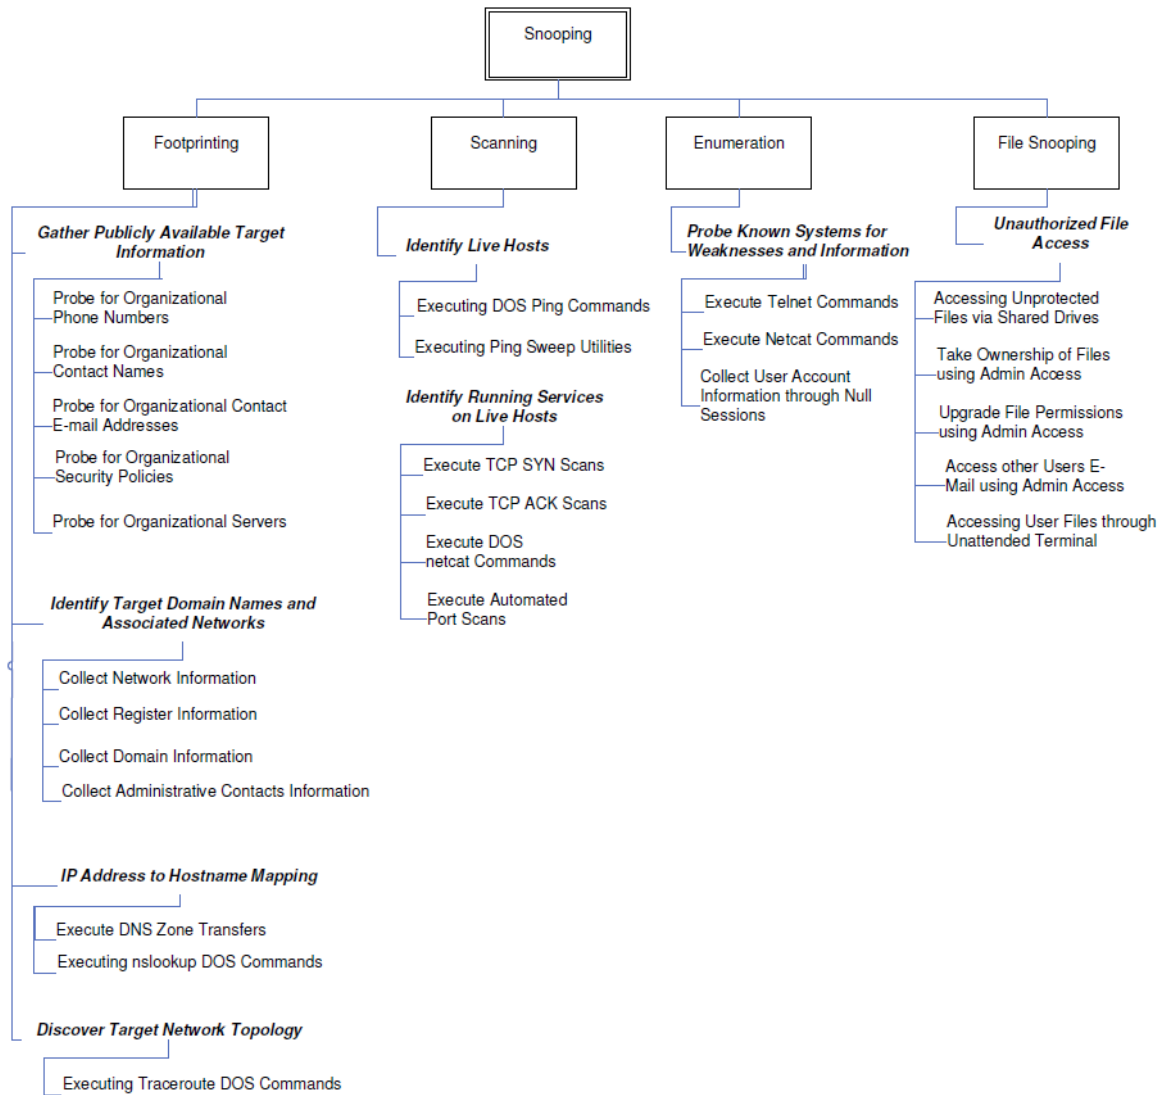 Snooping
Footprinting
Scanning
Enumeration
File Snooping
Gather Publicly Available Target
Information
Probe for Organizational
Phone Numbers
Probe for Organizational
Contact Names
Probe for Organizational Contact
E-mail Addresses
Probe for Organizational
Security Policies
Probe for Organizational Servers
Identify Target Domain Names and
Associated Networks
Collect Network Information
Collect Register Information
Collect Domain Information
Collect Administrative Contacts Information
IP Address to Hostname Mapping
Execute DNS Zone Transfers
Executing nslookup DOS Commands
Discover Target Network Topology
Executing Traceroute DOS Commands
Identify Live Hosts
Executing DOS Ping Commands
Executing Ping Sweep Utilities
Identify Running Services
on Live Hosts
Execute TCP SYN Scans
Execute TCP ACK Scans
Execute DOS
netcat Commands
Execute Automated
Port Scans
Probe Known Systems for
Weaknesses and Information
Execute Telnet Commands
Execute Netcat Commands
Collect User Account
Information through Null
Sessions
Unauthorized File
Access
Accessing Unprotected
Files via Shared Drives
Take Ownership of Files
using Admin Access
Upgrade File Permissions
using Admin Access
Access other Users E-
Mail using Admin Access
Accessing User Files through
Unattended Terminal